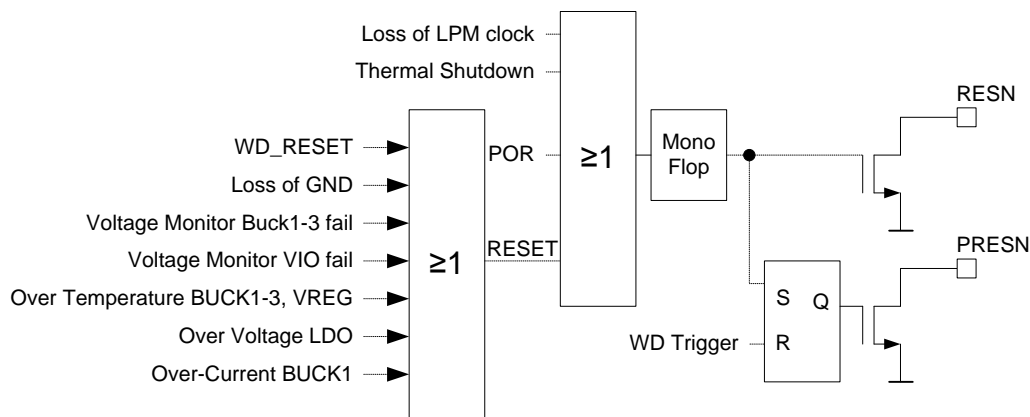 Loss of LPM clock
Thermal Shutdown
RESN
WD_RESET
POR
≥1
Mono
Flop
Loss of GND
Voltage Monitor Buck1-3 fail
PRESN
RESET
Voltage Monitor VIO fail
≥1
Over Temperature BUCK1-3, VREG
S
Q
Over Voltage LDO
WD Trigger
R
Over-Current BUCK1